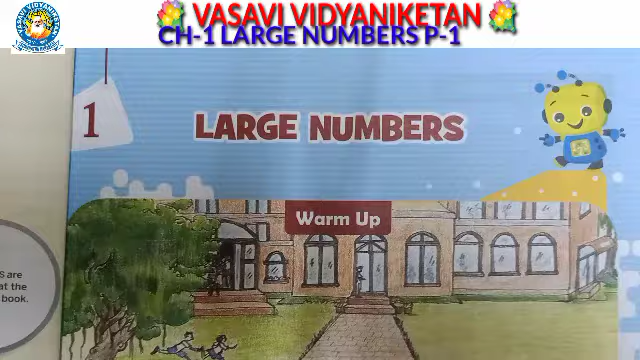 VASAVI VIDYANIKETAN
CH-1 LARGE NUMBERS P-1
1
LARGE NUMBERS
Warm Up
S are
at the
book.